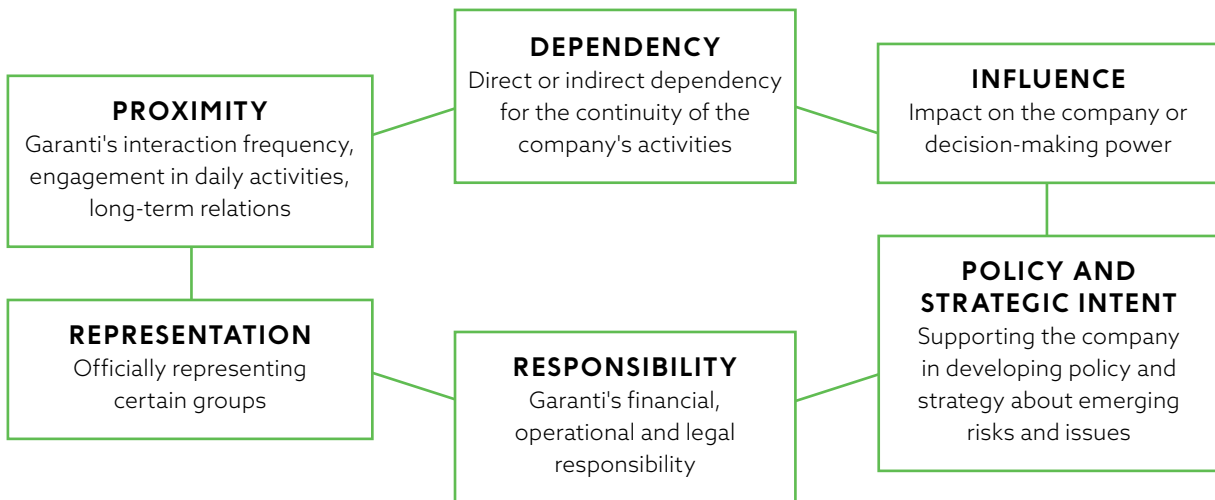 DEPENDENCY
Direct or indirect dependency
for the continuity of the
company's activities
INFLUENCE
Impact on the company or
decision-making power
PROXIMITY
Garanti's interaction frequency,
engagement in daily activities,
long-term relations
POLICY AND
STRATEGIC INTENT
Supporting the company
in developing policy and
strategy about emerging
risks and issues
REPRESENTATION
Officially representing
certain groups
RESPONSIBILITY
Garanti's financial,
operational and legal
responsibility